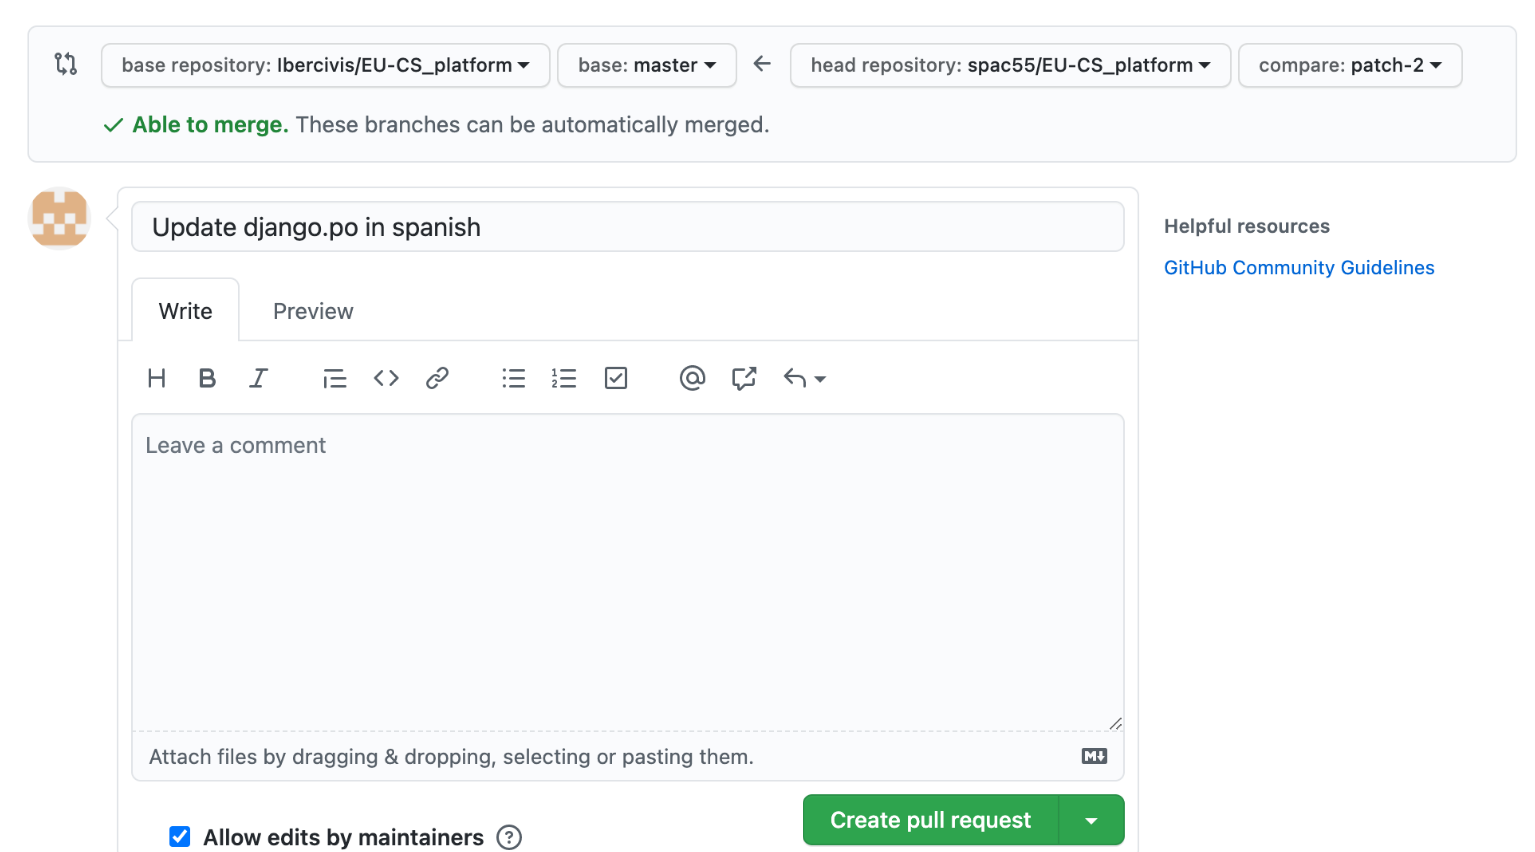 base repository: Ibercivis/EU-CS_platform base: master head repository: spac55/EU-CS_platform compare: patch-2
Able to merge. These branches can be automatically merged.
Update django.po in spanish
Helpful resources
GitHub Community Guidelines
Write Preview
Leave a comment
Attach files by dragging & dropping, selecting or pasting them.
Allow edits by maintainers
Create pull request